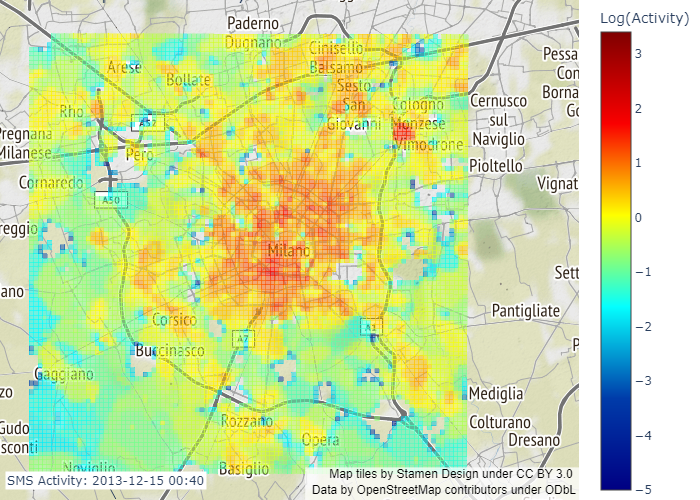 Log(Activity)
Paderno
Dugnano
Cinisello
Balsamo
Arese
Bollate
Sesto
San
Giovanni
Pessa
Con
Borna
Go
Rho
A52
Cologno
Monzese
Cernusco
sul
Naviglio
Pregnana
Milanese
Pero
Vimodrone
Pioltello
Cornaredo
Vignat
A50
reggio
Milano
Sett
ano
Pantigliate
Corsico
A7
A1
P
Buccinasco
Gaggiano
zo
Mediglia
Rozzano
Colturano
Gudo
sconti
Opera
Dresano
Noviglio
Basiglio
SMS Activity: 2013-12-15 00:40
Map tiles by Stamen Design under CC BY 3.0
Data by OpenStreetMap contributors under ODbL
3
2
1
0
−1
−2
−3
−4
−5